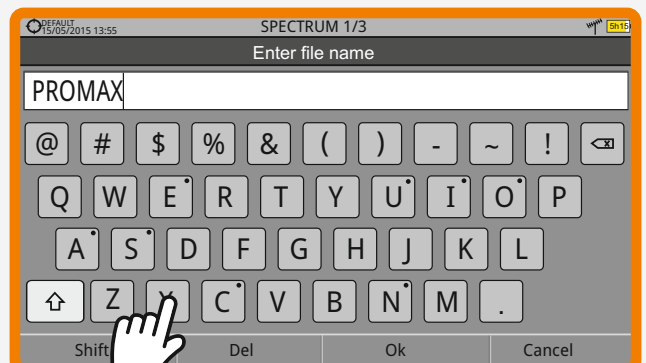 DEFAULT
15/05/2015 13:55 SPECTRUM 1/3 5h15
Enter file name
PROMAX
@ # $ % & ( ) - ~ !
Q W E R T Y U I O P
A S D F G H J K L
Z X C V B N M .
Shift Del Ok Cancel